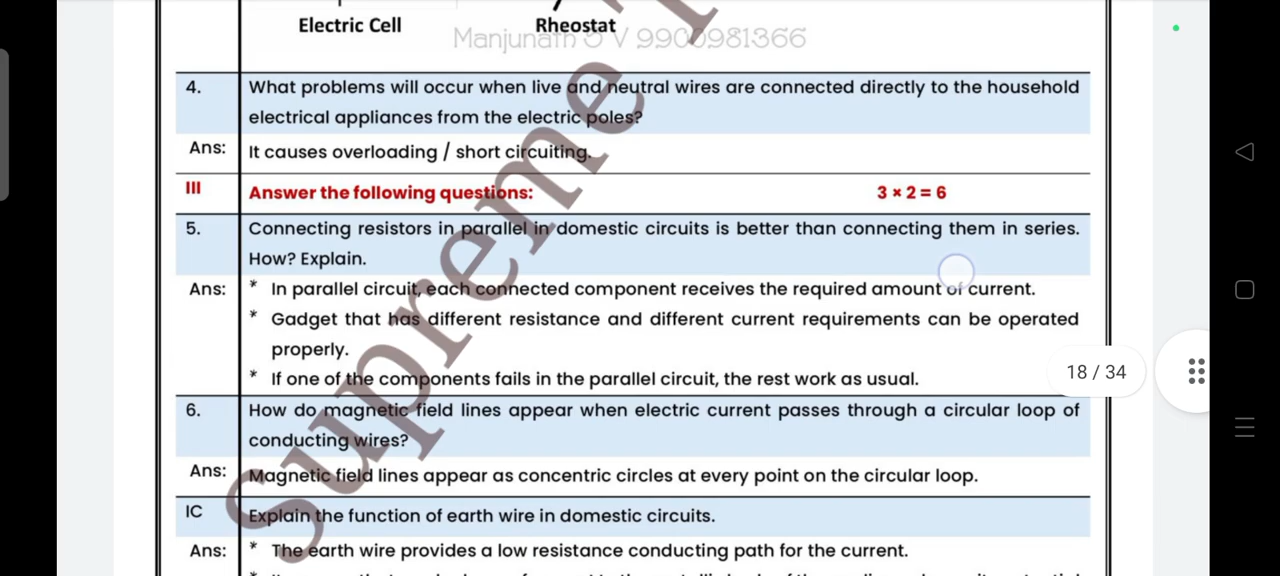 Electric Cell
Rheostat
Manjunath S V 9900981366
4. What problems will occur when live and neutral wires are connected directly to the household
electrical appliances from the electric poles?
Ans: It causes overloading / short circuiting.
III Answer the following questions: 3 × 2 = 6
5. Connecting resistors in parallel in domestic circuits is better than connecting them in series.
How? Explain.
Ans: * In parallel circuit, each connected component receives the required amount of current.
* Gadget that has different resistance and different current requirements can be operated
properly.
* If one of the components fails in the parallel circuit, the rest work as usual.
18 / 34
6. How do magnetic field lines appear when electric current passes through a circular loop of
conducting wires?
Ans: Magnetic field lines appear as concentric circles at every point on the circular loop.
IC Explain the function of earth wire in domestic circuits.
Ans: * The earth wire provides a low resistance conducting path for the current.
Supreme